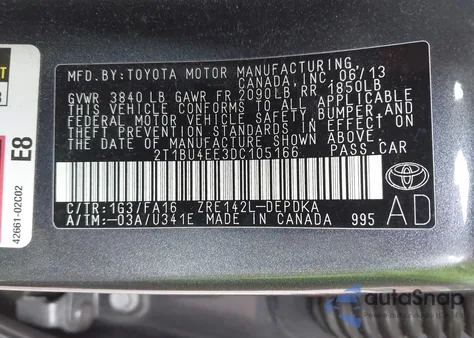 MFD.BY:TOYOTA MOTOR MANUFACTURING,
CANADA, INC. 06/13
GVWR 3840 LB GAWR FR 2090LB RR 1850LB
THIS VEHICLE CONFORMS TO ALL APPLICABLE
FEDERAL MOTOR VEHICLE SAFETY, BUMPER, AND
THEFT PREVENTION STANDARDS IN EFFECT ON
THE DATE OF MANUFACTURE SHOWN ABOVE.
2T1BU4EE3DC105166 PASS.CAR
C/TR:1G3/FA16 ZRE142L-DEPDKA
A/TM:-03A/U341E MADE IN CANADA 995
TOYOTA
AD
E8
42661-02C02
autoSnap